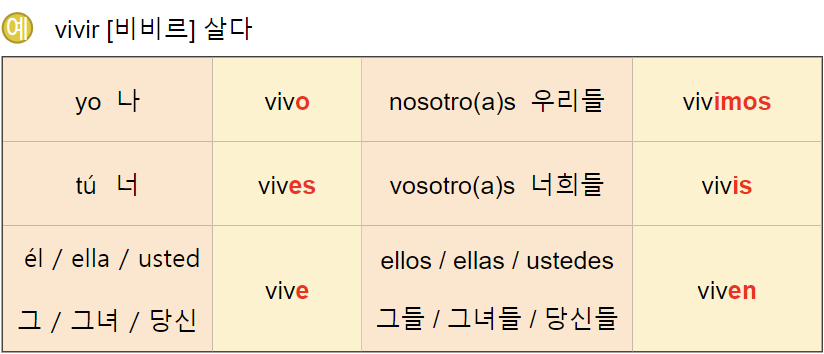 예 vivir [비비르] 살다
yo 나 vivo nosotro(a)s 우리들 vivimos
tú 너 vives vosotro(a)s 너희들 vivis
él / ella / usted ellos / ellas / ustedes
vive viven
그 / 그녀 / 당신 그들 / 그녀들 / 당신들